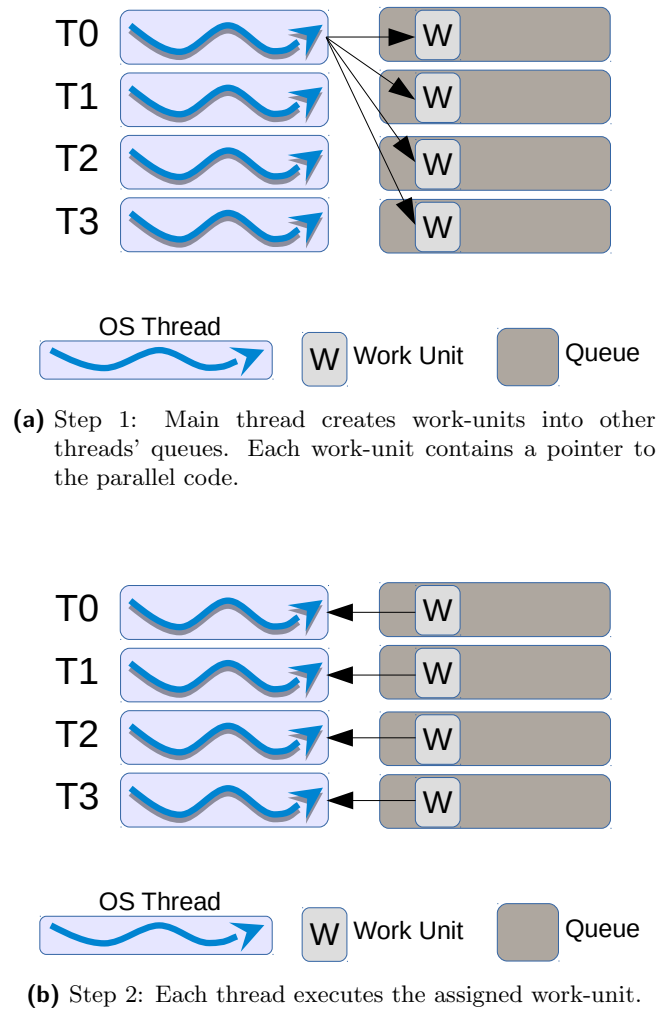 T0 W
T1 W
T2 W
T3 W
OS Thread
W Work Unit Queue
(a) Step 1: Main thread creates work-units into other
threads' queues. Each work-unit contains a pointer to
the parallel code.
T0 W
T1 W
T2 W
T3 W
OS Thread
W Work Unit Queue
(b) Step 2: Each thread executes the assigned work-unit.